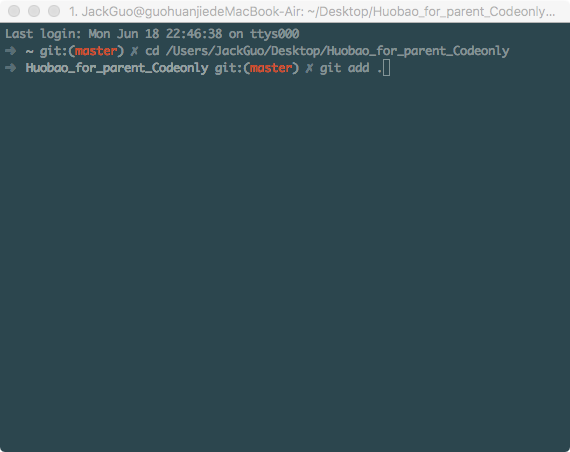 1. JackGuo@guohuanjiedeMacBook-Air: ~/Desktop/Huobao_for_parent_Codeonly...
Last login: Mon Jun 18 22:46:38 on ttys000
➜ ~ git:(master) ✗ cd /Users/JackGuo/Desktop/Huobao_for_parent_Codeonly
➜ Huobao_for_parent_Codeonly git:(master) ✗ git add .